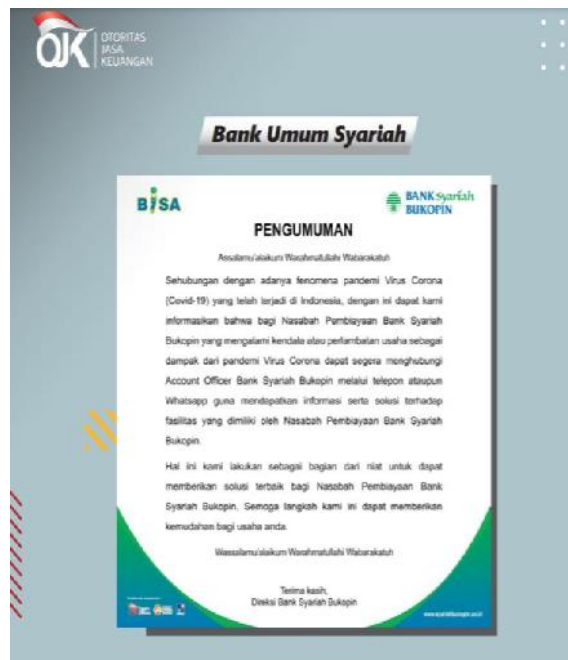 OJK
OTORITAS
JASA
KEUANGAN
Bank Umum Syariah
BISA
BANK Syariah
BUKOPIN
PENGUMUMAN
Assalamu'alaikum Warahmatullahi Wabarakatuh
Sehubungan dengan adanya fenomena pandemi Virus Corona
(Covid-19) yang telah terjadi di Indonesia, dengan ini dapat kami
informasikan bahwa bagi Nasabah Pembiayaan Bank Syariah
Bukopin yang mengalami kendala atau perlambatan usaha sebagai
dampak dari pandemi Virus Corona dapat segera menghubungi
Account Officer Bank Syariah Bukopin melalui telepon ataupun
Whatsapp guna mendapatkan informasi serta solusi terhadap
fasilitas yang dimiliki oleh Nasabah Pembiayaan Bank Syariah
Bukopin.
Hal ini kami lakukan sebagai bagian dari niat untuk dapat
memberikan solusi terbaik bagi Nasabah Pembiayaan Bank
Syariah Bukopin. Semoga langkah kami ini dapat memberikan
kemudahan bagi usaha anda.
Wassalamu'alaikum Warahmatullahi Wabarakatuh
Terima kasih,
Direksi Bank Syariah Bukopin
www.syariahbukopin.co.id